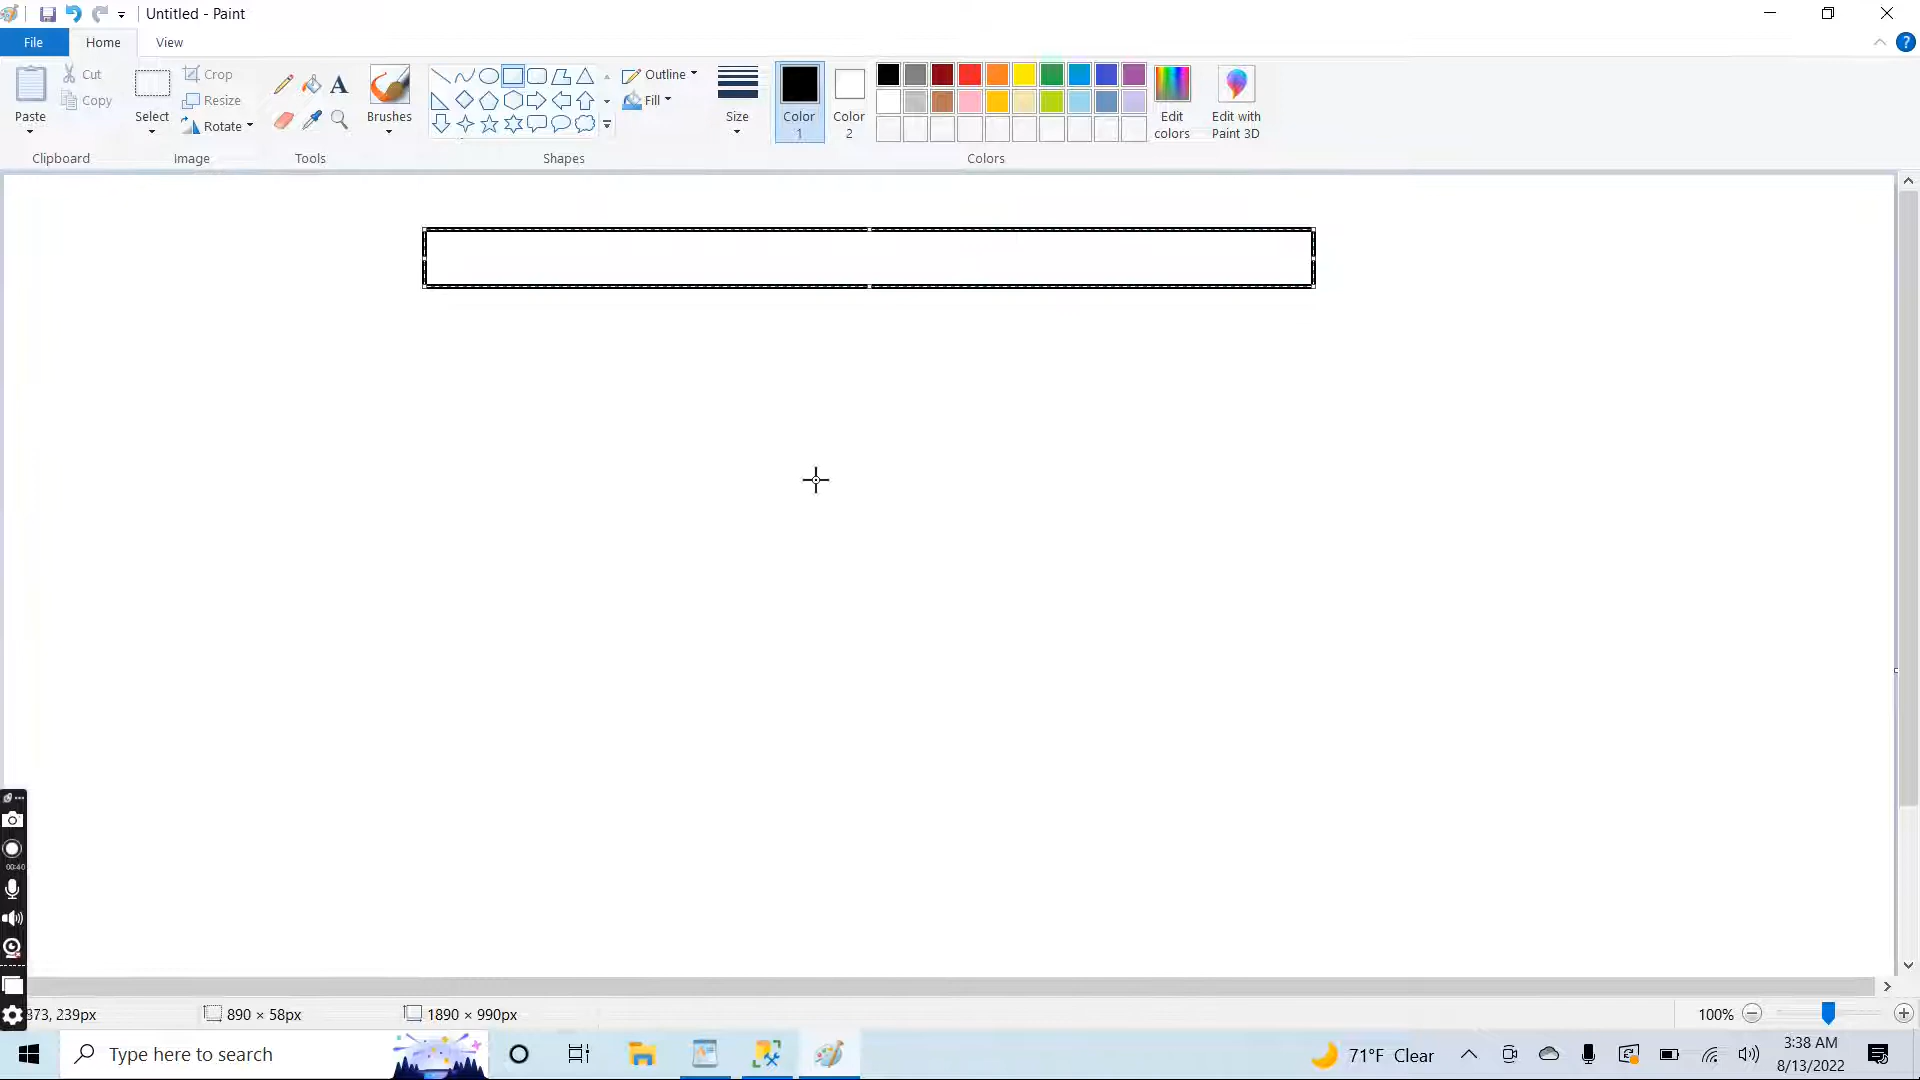 Untitled - Paint
File
Home
View
Paste
Cut
Copy
Clipboard
Select
Crop
Resize
Rotate
Image
Tools
Brushes
Shapes
Outline
Fill
Size
Color
1
Color
2
Colors
Edit
colors
Edit with
Paint 3D
00:40
373, 239px
890 × 58px
1890 × 990px
100%
Type here to search
71°F Clear
3:38 AM
8/13/2022